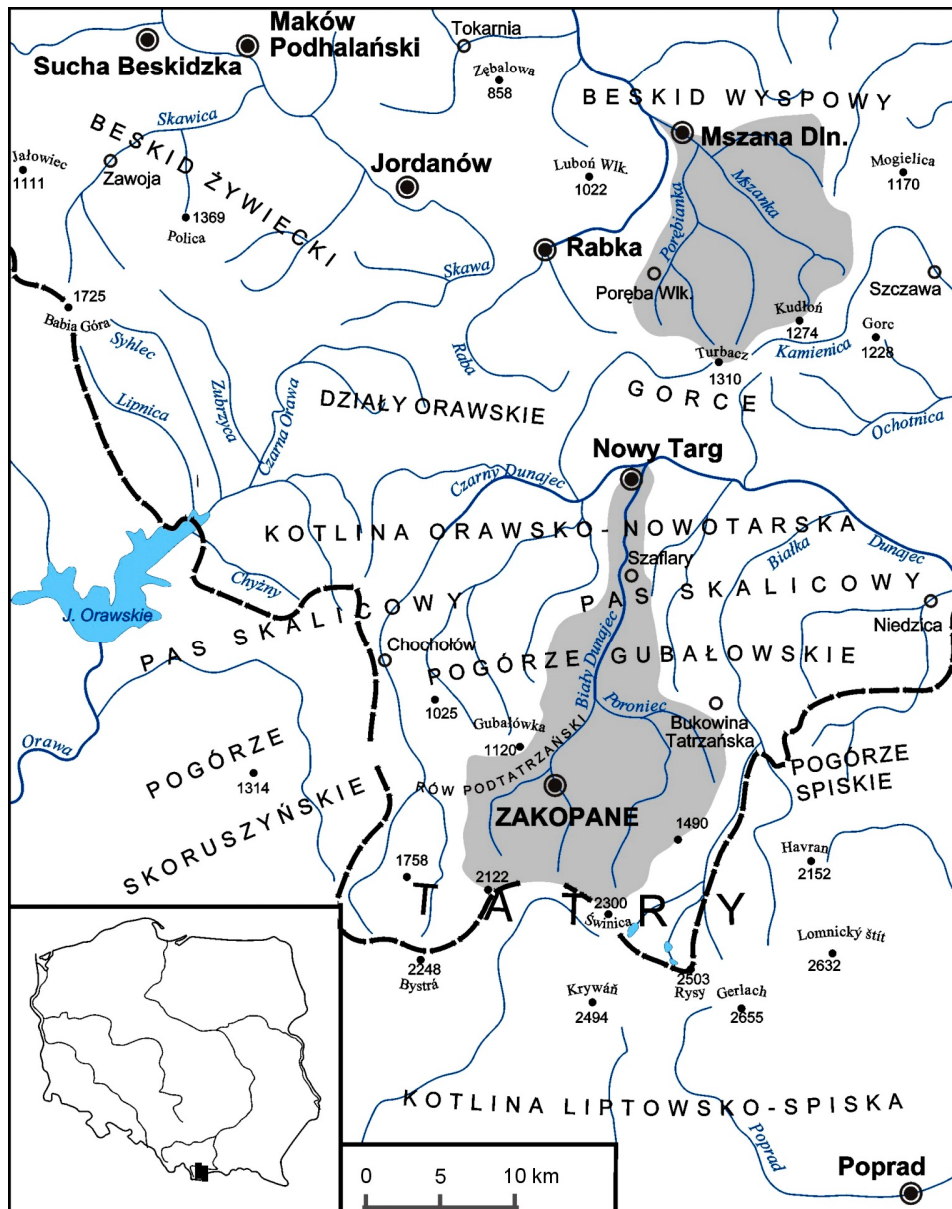 Maków
Podhalański
Sucha Beskidzka
Tokarnia
Zębalowa
858
BESKID WYSPOWY
Skawica
Mszana Dln.
BESKID ŻYWIECKI
Jałowiec
1111
Zawoja
Jordanów
Luboń Wlk.
1022
Mszanka
Mogielica
1170
Porębianka
1369
Polica
Rabka
Skawa
Poręba Wlk.
Szczawa
1725
Babia Góra
Kudłoń
1274
Gorc
1228
Syhlec
Raba
Turbacz
1310
Kamienica
Lipnica
Zubrzyca
Czarna Orawa
DZIAŁY ORAWSKIE
GORCE
Ochotnica
Nowy Targ
Czarny Dunajec
KOTLINA ORAWSKO-NOWOTARSKA
Białka
Dunajec
Szaflary
Chyżny
PAS SKALICOWY
PAS SKALICOWY
J. Orawskie
Niedzica
Chochołów
POGÓRZE GUBAŁOWSKIE
Biały Dunajec
Poroniec
1025
Gubałówka
1120
Bukowina
Tatrzańska
Orawa
RÓW PODTATRZAŃSKI
POGÓRZE
SKORUSZYŃSKIE
1314
POGÓRZE
SPISKIE
ZAKOPANE
1490
Havran
2152
1758
2122
TATRY
2300
Świnica
Lomnický štít
2632
2248
Bystrá
2503
Rysy
Gerlach
2655
Krywáň
2494
KOTLINA LIPTOWSKO-SPISKA
Poprad
Poprad
0 5 10 km